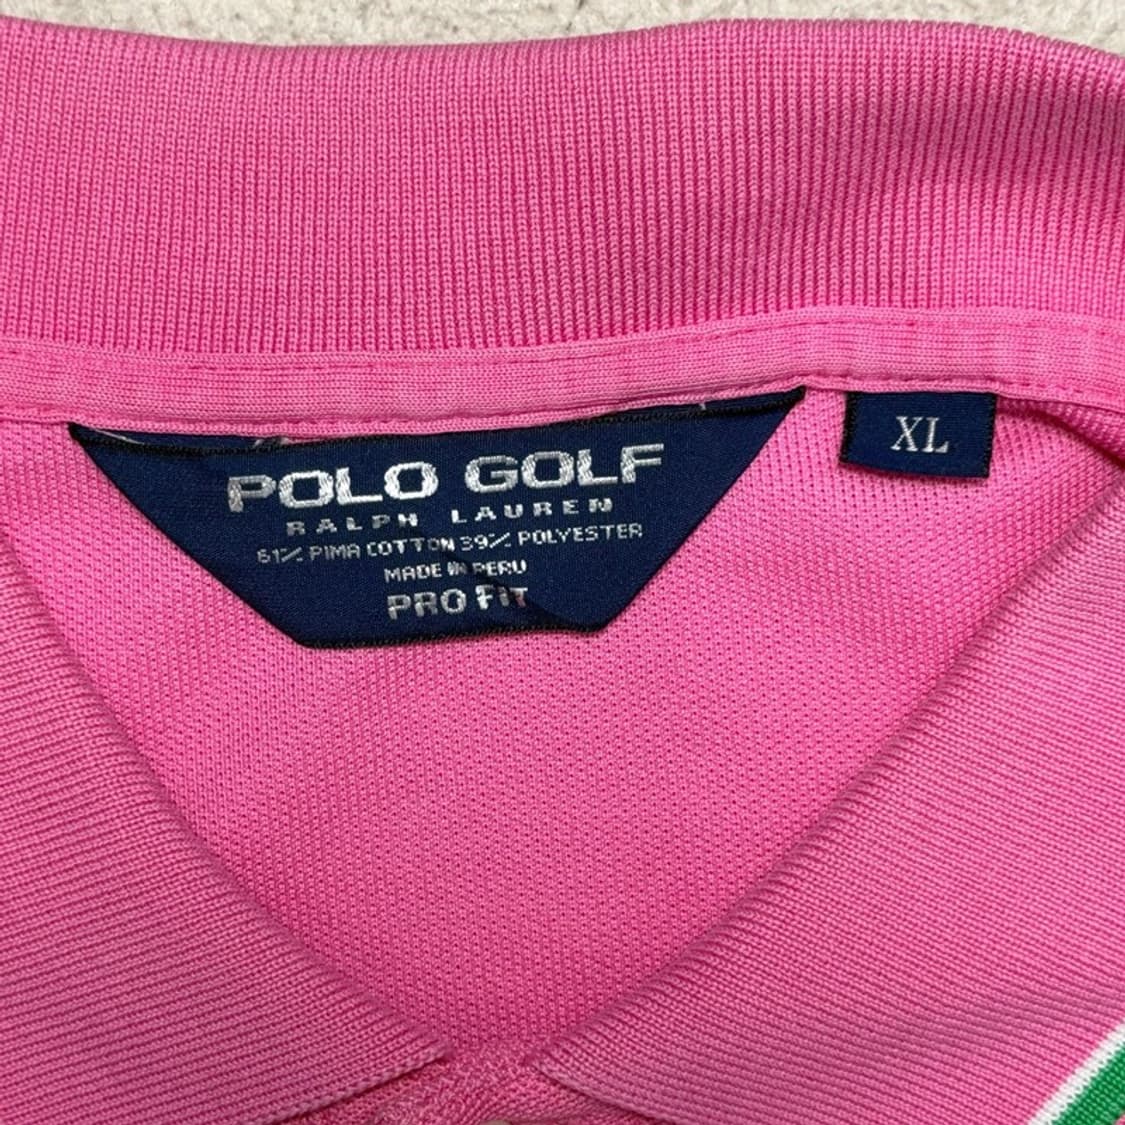 POLO GOLF
RALPH LAUREN
61% PIMA COTTON 39% POLYESTER
MADE IN PERU
PRO FIT
XL